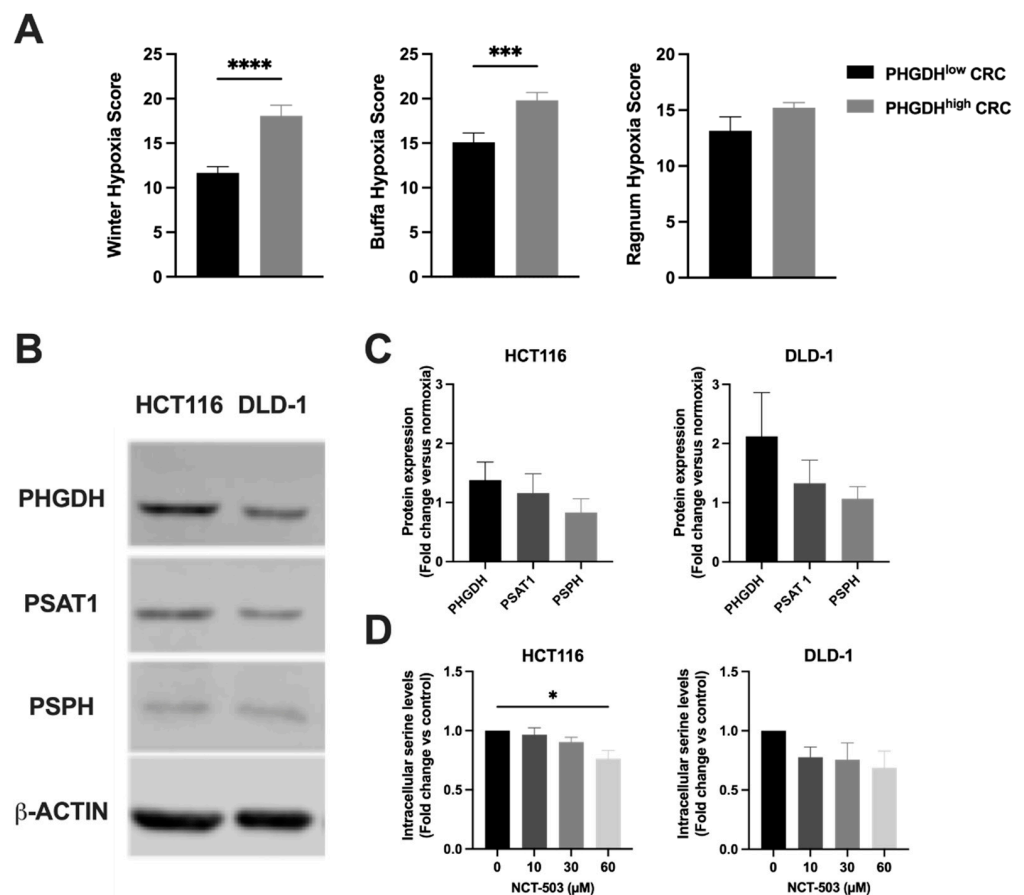 A
Winter Hypoxia Score
25
20
15
10
5
0
****
Buffa Hypoxia Score
25
20
15
10
5
0
***
Ragnum Hypoxia Score
20
15
10
5
0
PHGDHlow CRC
PHGDHhigh CRC
B
HCT116 DLD-1
PHGDH
PSAT1
PSPH
β-ACTIN
C
HCT116
Protein expression
(Fold change versus normoxia)
3
2
1
0
PHGDH
PSAT1
PSPH
DLD-1
Protein expression
(Fold change versus normoxia)
3
2
1
0
PHGDH
PSAT 1
PSPH
D
HCT116
Intracellular serine levels
(Fold change vs control)
1.5
1.0
0.5
0.0
*
0 10 30 60
NCT-503 (µM)
DLD-1
Intracellular serine levels
(Fold change vs control)
1.5
1.0
0.5
0.0
0 10 30 60
NCT-503 (µM)